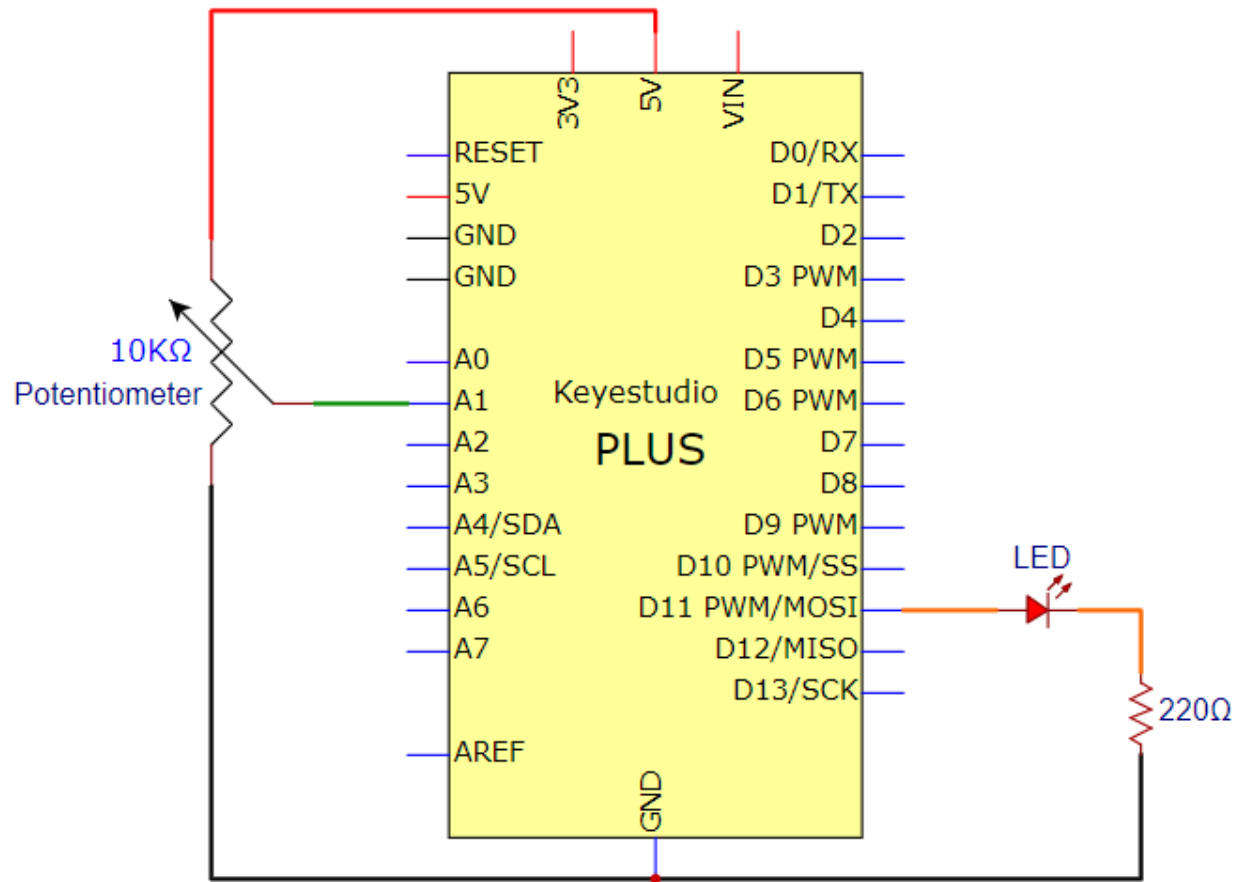 3V3
5V
VIN
RESET
D0/RX
5V
D1/TX
GND
D2
GND
D3 PWM
D4
10KΩ
Potentiometer
A0
D5 PWM
Keyestudio
A1
D6 PWM
PLUS
A2
D7
A3
D8
A4/SDA
D9 PWM
A5/SCL
D10 PWM/SS
LED
A6
D11 PWM/MOSI
A7
D12/MISO
D13/SCK
220Ω
AREF
GND